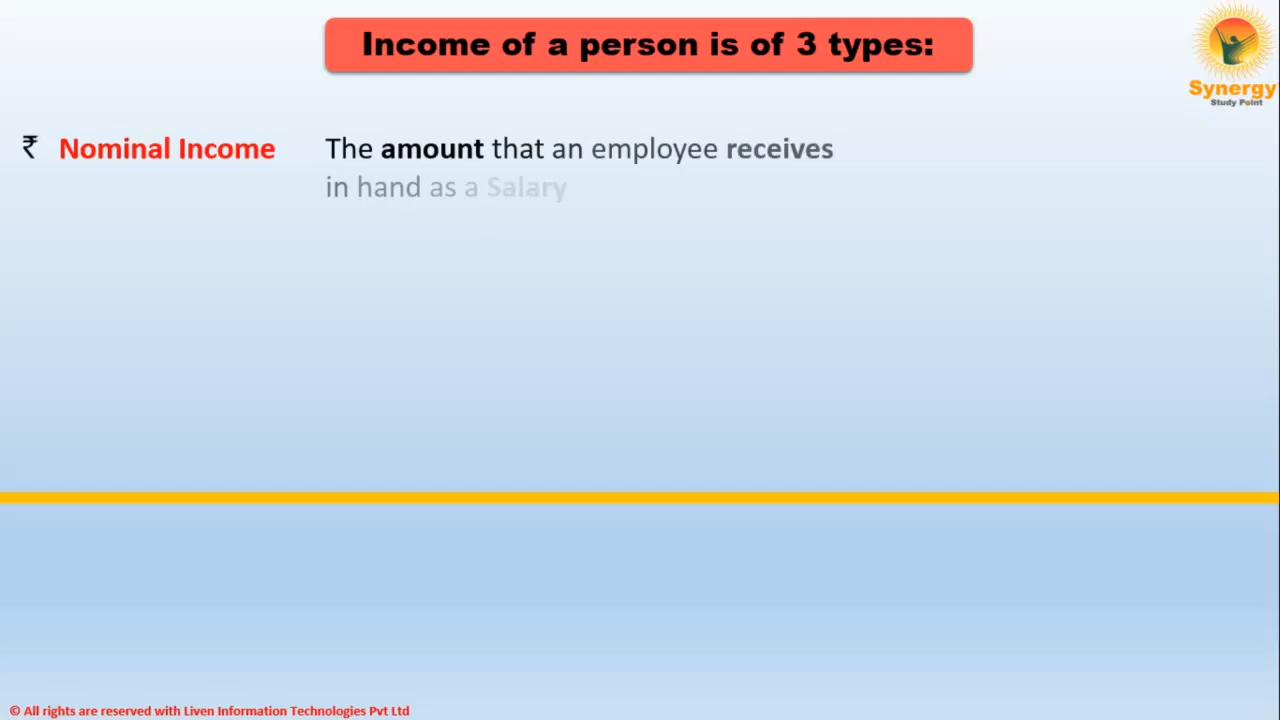 Income of a person is of 3 types:
Synergy
Study Point
₹ Nominal Income The amount that an employee receives
in hand as a Salary
© All rights are reserved with Liven Information Technologies Pvt Ltd